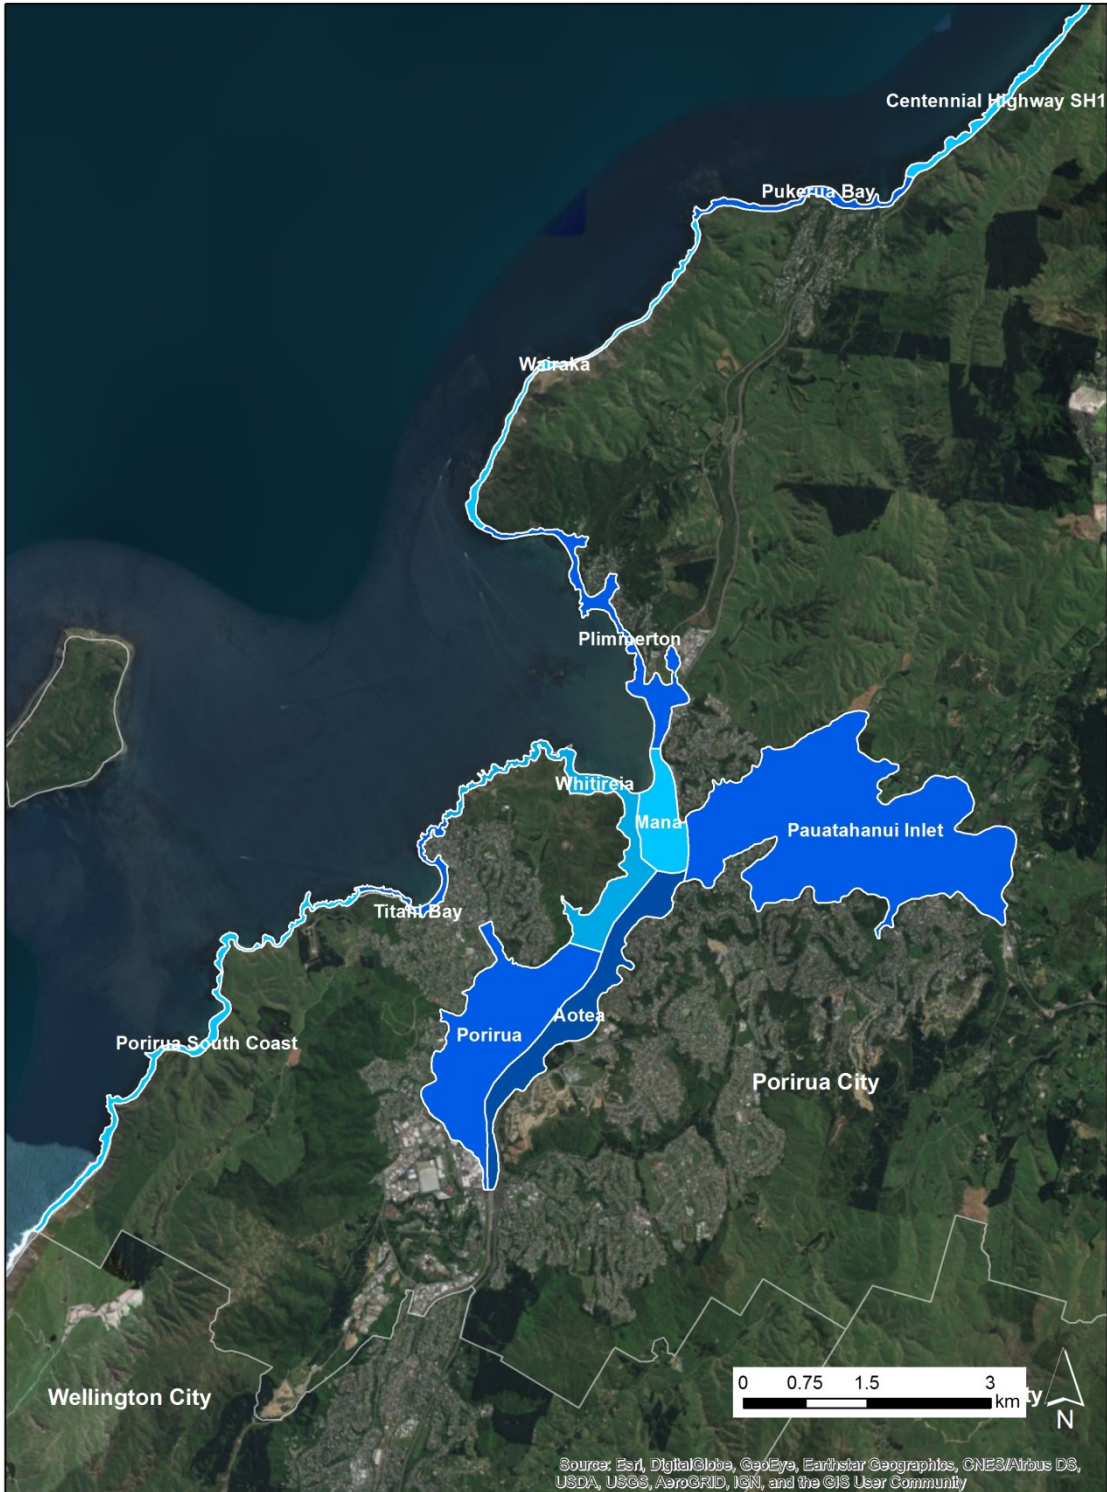 Centennial Highway SH1
Pukerua Bay
Wairaka
Plimmerton
Whitireia
Mana
Pauatahanui Inlet
Titahi Bay
Aotea
Porirua
Porirua South Coast
Porirua City
Wellington City
0 0.75 1.5 3
km
ty
N
Source: Esri, DigitalGlobe, GeoEye, Earthstar Geographics, CNES/Airbus DS,
USDA, USGS, AeroGRID, IGN, and the GIS User Community